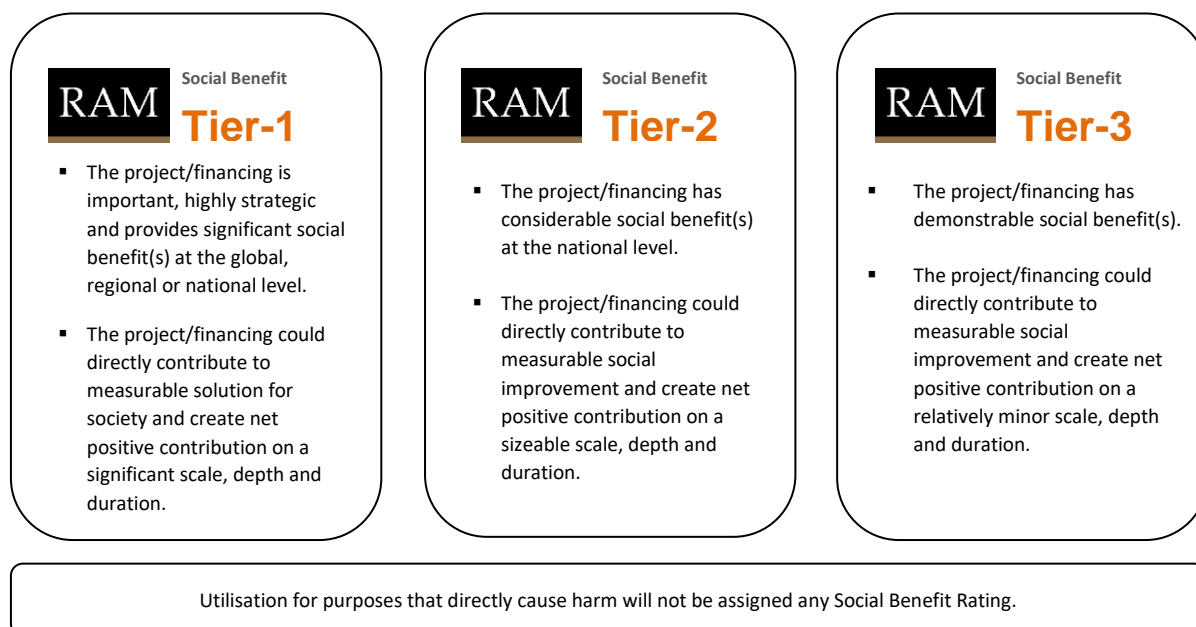 RAM
Social Benefit
Tier-1
▪ The project/financing is
important, highly strategic
and provides significant social
benefit(s) at the global,
regional or national level.
▪ The project/financing could
directly contribute to
measurable solution for
society and create net
positive contribution on a
significant scale, depth and
duration.
RAM
Social Benefit
Tier-2
▪ The project/financing has
considerable social benefit(s)
at the national level.
▪ The project/financing could
directly contribute to
measurable social
improvement and create net
positive contribution on a
sizeable scale, depth and
duration.
RAM
Social Benefit
Tier-3
▪ The project/financing has
demonstrable social benefit(s).
▪ The project/financing could
directly contribute to
measurable social
improvement and create net
positive contribution on a
relatively minor scale, depth
and duration.
Utilisation for purposes that directly cause harm will not be assigned any Social Benefit Rating.